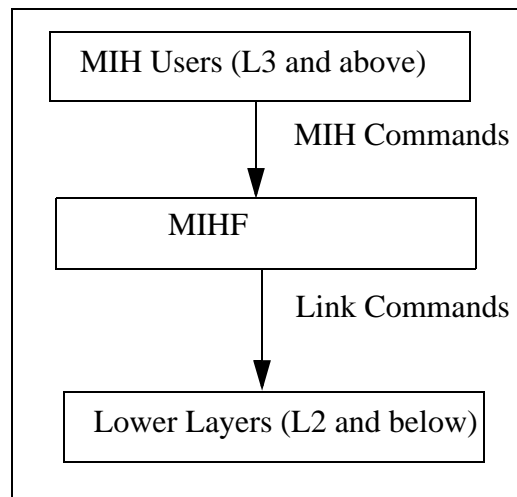 MIH Users (L3 and above)
MIH Commands
MIHF
Link Commands
Lower Layers (L2 and below)